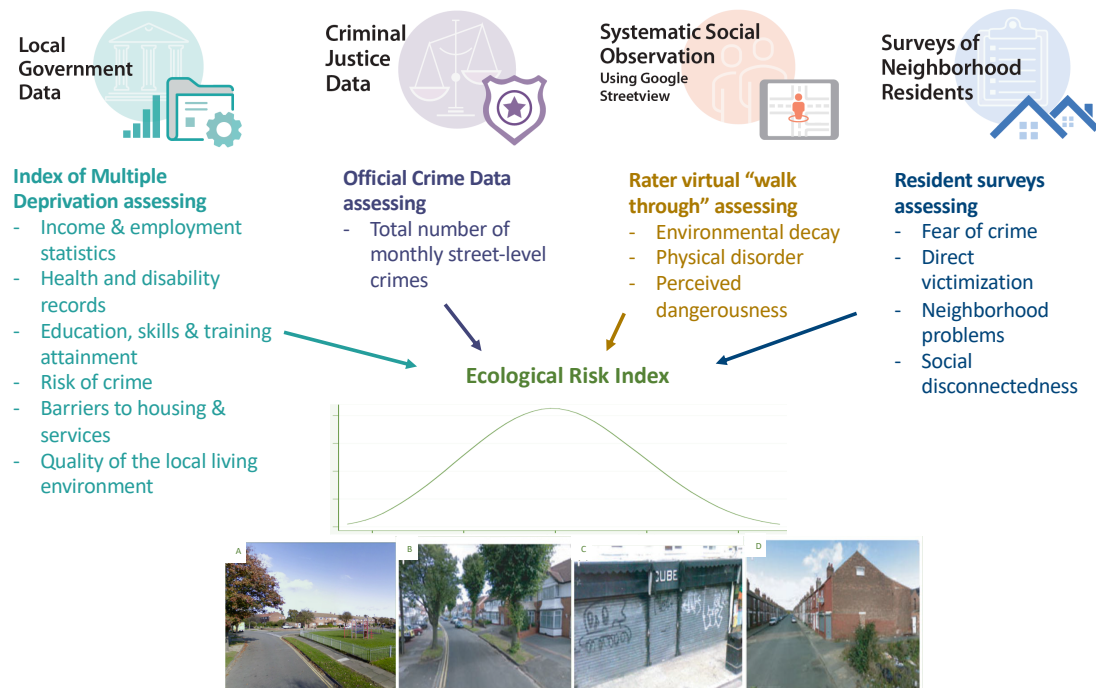 Local
Government
Data
Criminal
Justice
Data
Systematic Social
Observation
Using Google
Streetview
Surveys of
Neighborhood
Residents
Index of Multiple
Deprivation assessing
- Income & employment
statistics
- Health and disability
records
- Education, skills & training
attainment
- Risk of crime
- Barriers to housing &
services
- Quality of the local living
environment
Official Crime Data
assessing
- Total number of
monthly street-level
crimes
Rater virtual “walk
through” assessing
- Environmental decay
- Physical disorder
- Perceived
dangerousness
Resident surveys
assessing
- Fear of crime
- Direct
victimization
- Neighborhood
problems
- Social
disconnectedness
Ecological Risk Index
A
B
C
D
CUBE